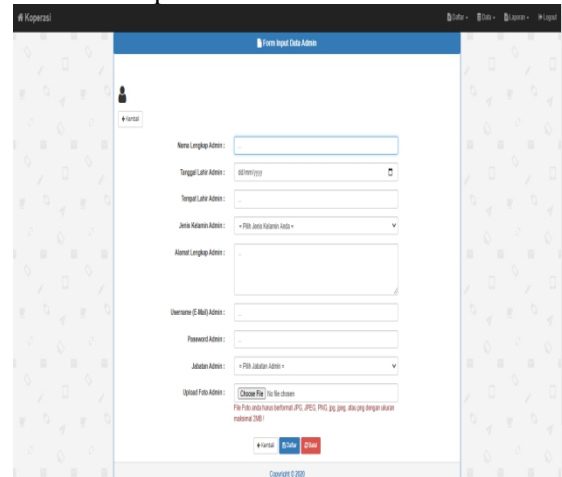 Koperasi
Daftar
Data
Laporan
Logout
Form Input Data Admin
Kembali
Nama Lengkap Admin :
...
Tanggal Lahir Admin :
dd/mm/yyyy
Tempat Lahir Admin :
...
Jenis Kelamin Admin :
= Pilih Jenis Kelamin Anda =
Alamat Lengkap Admin :
...
Username (E-Mail) Admin :
...
Password Admin :
...
Jabatan Admin :
= Pilih Jabatan Admin =
Upload Foto Admin :
Choose File No file chosen
File Foto anda harus berformat JPG, JPEG, PNG, jpg, jpeg, atau png dengan ukuran
maksimal 2MB !
Kembali
Daftar
Batal
Copyright © 2020